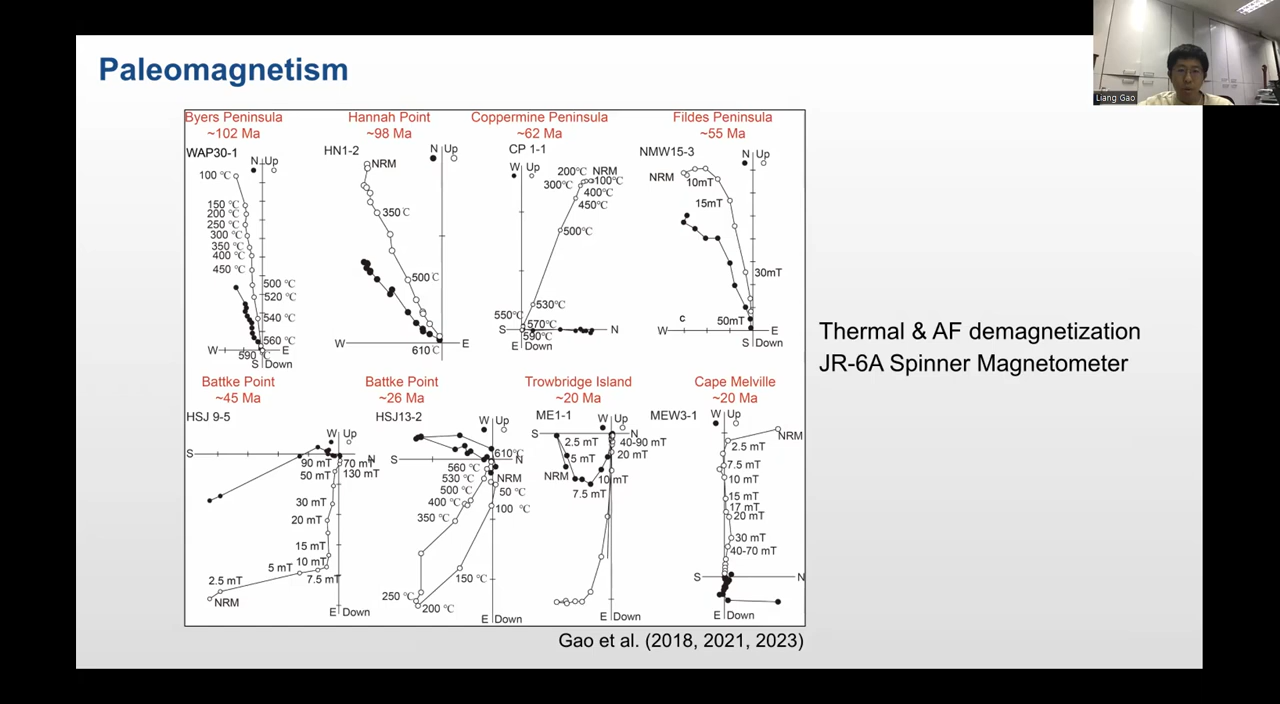 Paleomagnetism
Liang Gao
Byers Peninsula
~102 Ma
WAP30-1
N Up
100 ℃
150 ℃
200 ℃
250 ℃
300 ℃
350 ℃
400 ℃
450 ℃
500 ℃
520 ℃
540 ℃
560 ℃
590 ℃
W E
S Down
Hannah Point
~98 Ma
HN1-2
N Up
NRM
350℃
500℃
610℃
W E
Coppermine Peninsula
~62 Ma
CP 1-1
W Up
200℃ NRM
300℃ 100℃
400℃
450℃
500℃
530℃
550℃
570℃
590℃
S N
E Down
Fildes Peninsula
~55 Ma
NMW15-3
N Up
NRM
10mT
15mT
30mT
c
50mT
W E
S Down
Thermal & AF demagnetization
JR-6A Spinner Magnetometer
Battke Point
~45 Ma
HSJ 9-5
W Up
S N
90 mT 70 mT
50 mT 130 mT
30 mT
20 mT
15 mT
10 mT
5 mT
7.5 mT
2.5 mT
NRM
E Down
Battke Point
~26 Ma
HSJ13-2
W Up
610℃
S N
560 ℃
530 ℃ NRM
500 ℃ 50 ℃
400 ℃ 100 ℃
350 ℃
150 ℃
250 ℃
200 ℃
E Down
Trowbridge Island
~20 Ma
ME1-1
W Up
S N
2.5 mT 40-90 mT
5 mT 20 mT
NRM 10 mT
7.5 mT
E Down
Cape Melville
~20 Ma
MEW3-1
W Up
NRM
2.5 mT
7.5 mT
10 mT
15 mT
17 mT
20 mT
30 mT
40-70 mT
S N
E Down
Gao et al. (2018, 2021, 2023)